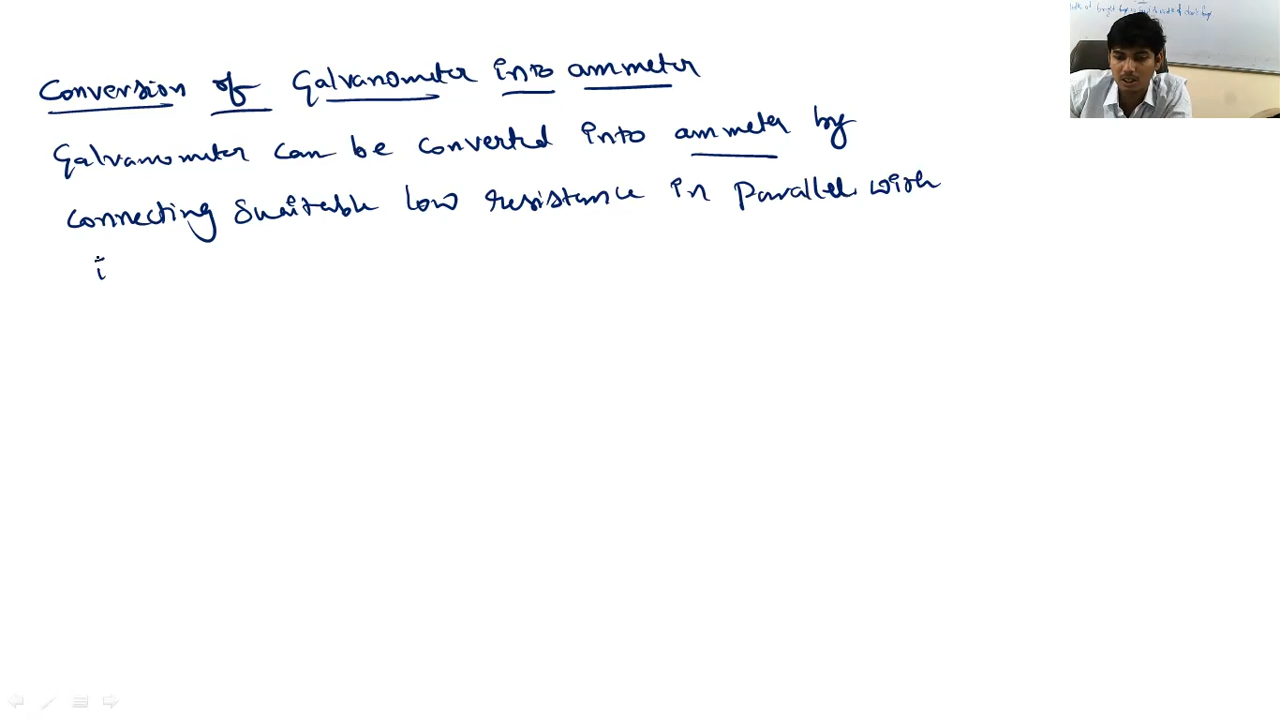 Conversion of Galvanometer into ammeter
Galvanometer can be converted into ammeter by
connecting suitable low resistance in parallel with
i